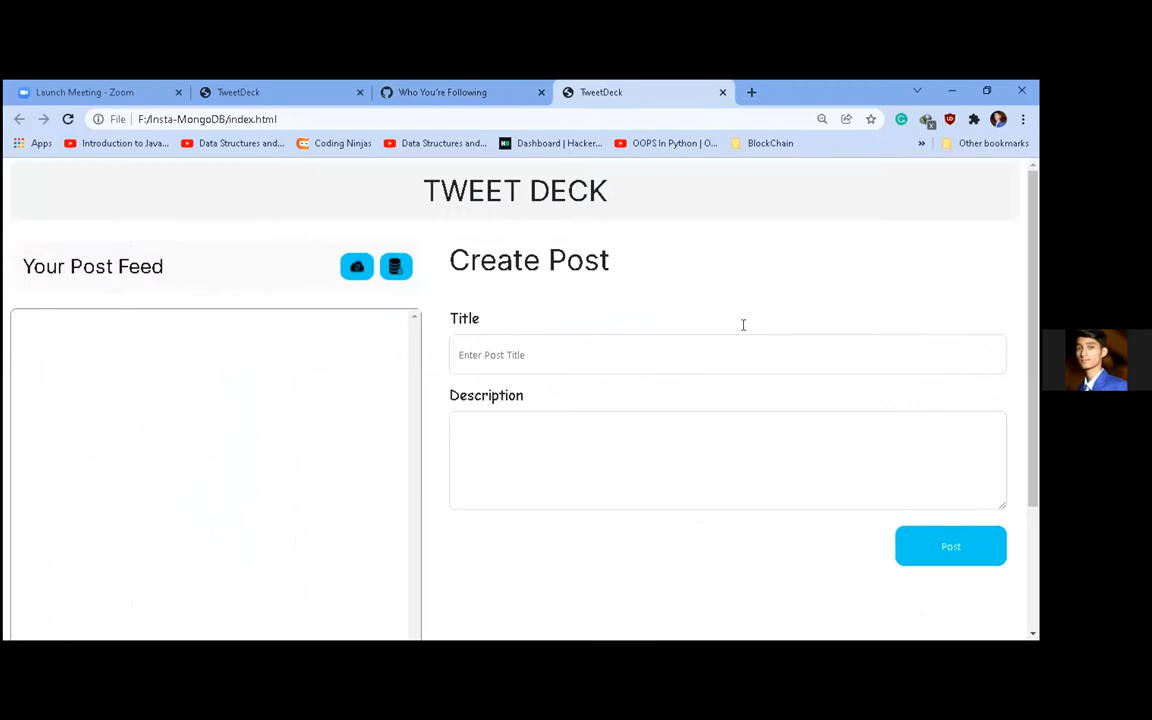 Launch Meeting - Zoom
TweetDeck
Who You're Following
TweetDeck
File
F:/Insta-MongoDB/index.html
Apps
Introduction to Java...
Data Structures and...
Coding Ninjas
Data Structures and...
Dashboard | Hacker...
OOPS In Python | O...
BlockChain
»
Other bookmarks
TWEET DECK
Your Post Feed
Create Post
Title
Enter Post Title
Description
Post